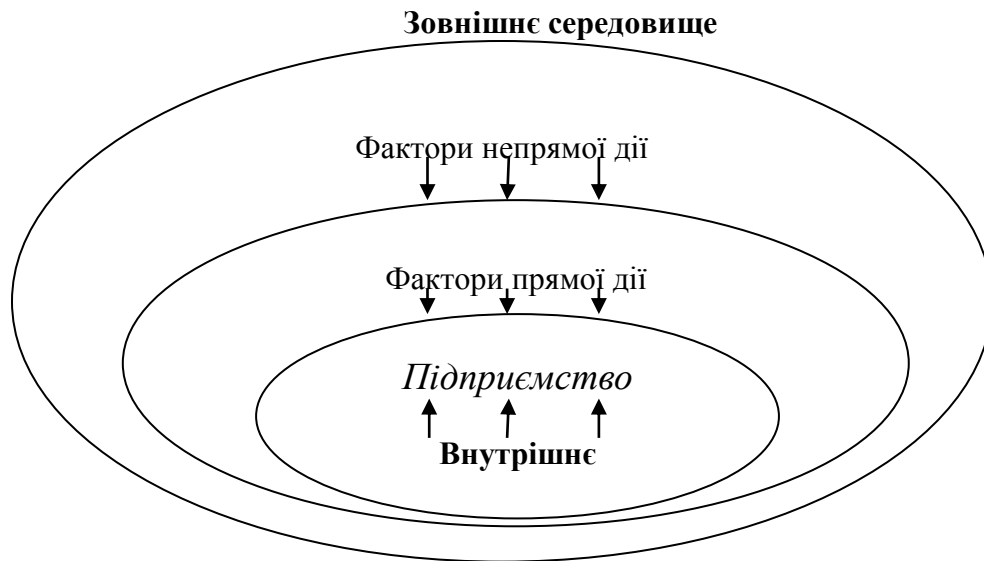 Зовнішнє середовище
Фактори непрямої дії
Фактори прямої дії
Підприємство
Внутрішнє